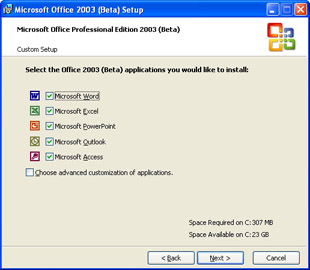 Microsoft Office 2003 (Beta) Setup
Microsoft Office Professional Edition 2003 (Beta)
Custom Setup
Select the Office 2003 (Beta) applications you would like to install:
Microsoft Word
Microsoft Excel
Microsoft PowerPoint
Microsoft Outlook
Microsoft Access
Choose advanced customization of applications.
Space Required on C: 307 MB
Space Available on C: 23 GB
< Back Next > Cancel